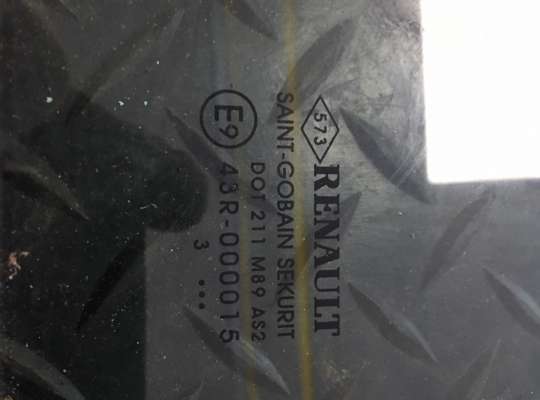 573 RENAULT
SAINT-GOBAIN SEKURIT
DOT 211 M89 AS2
E9 43R-000015
3 ...